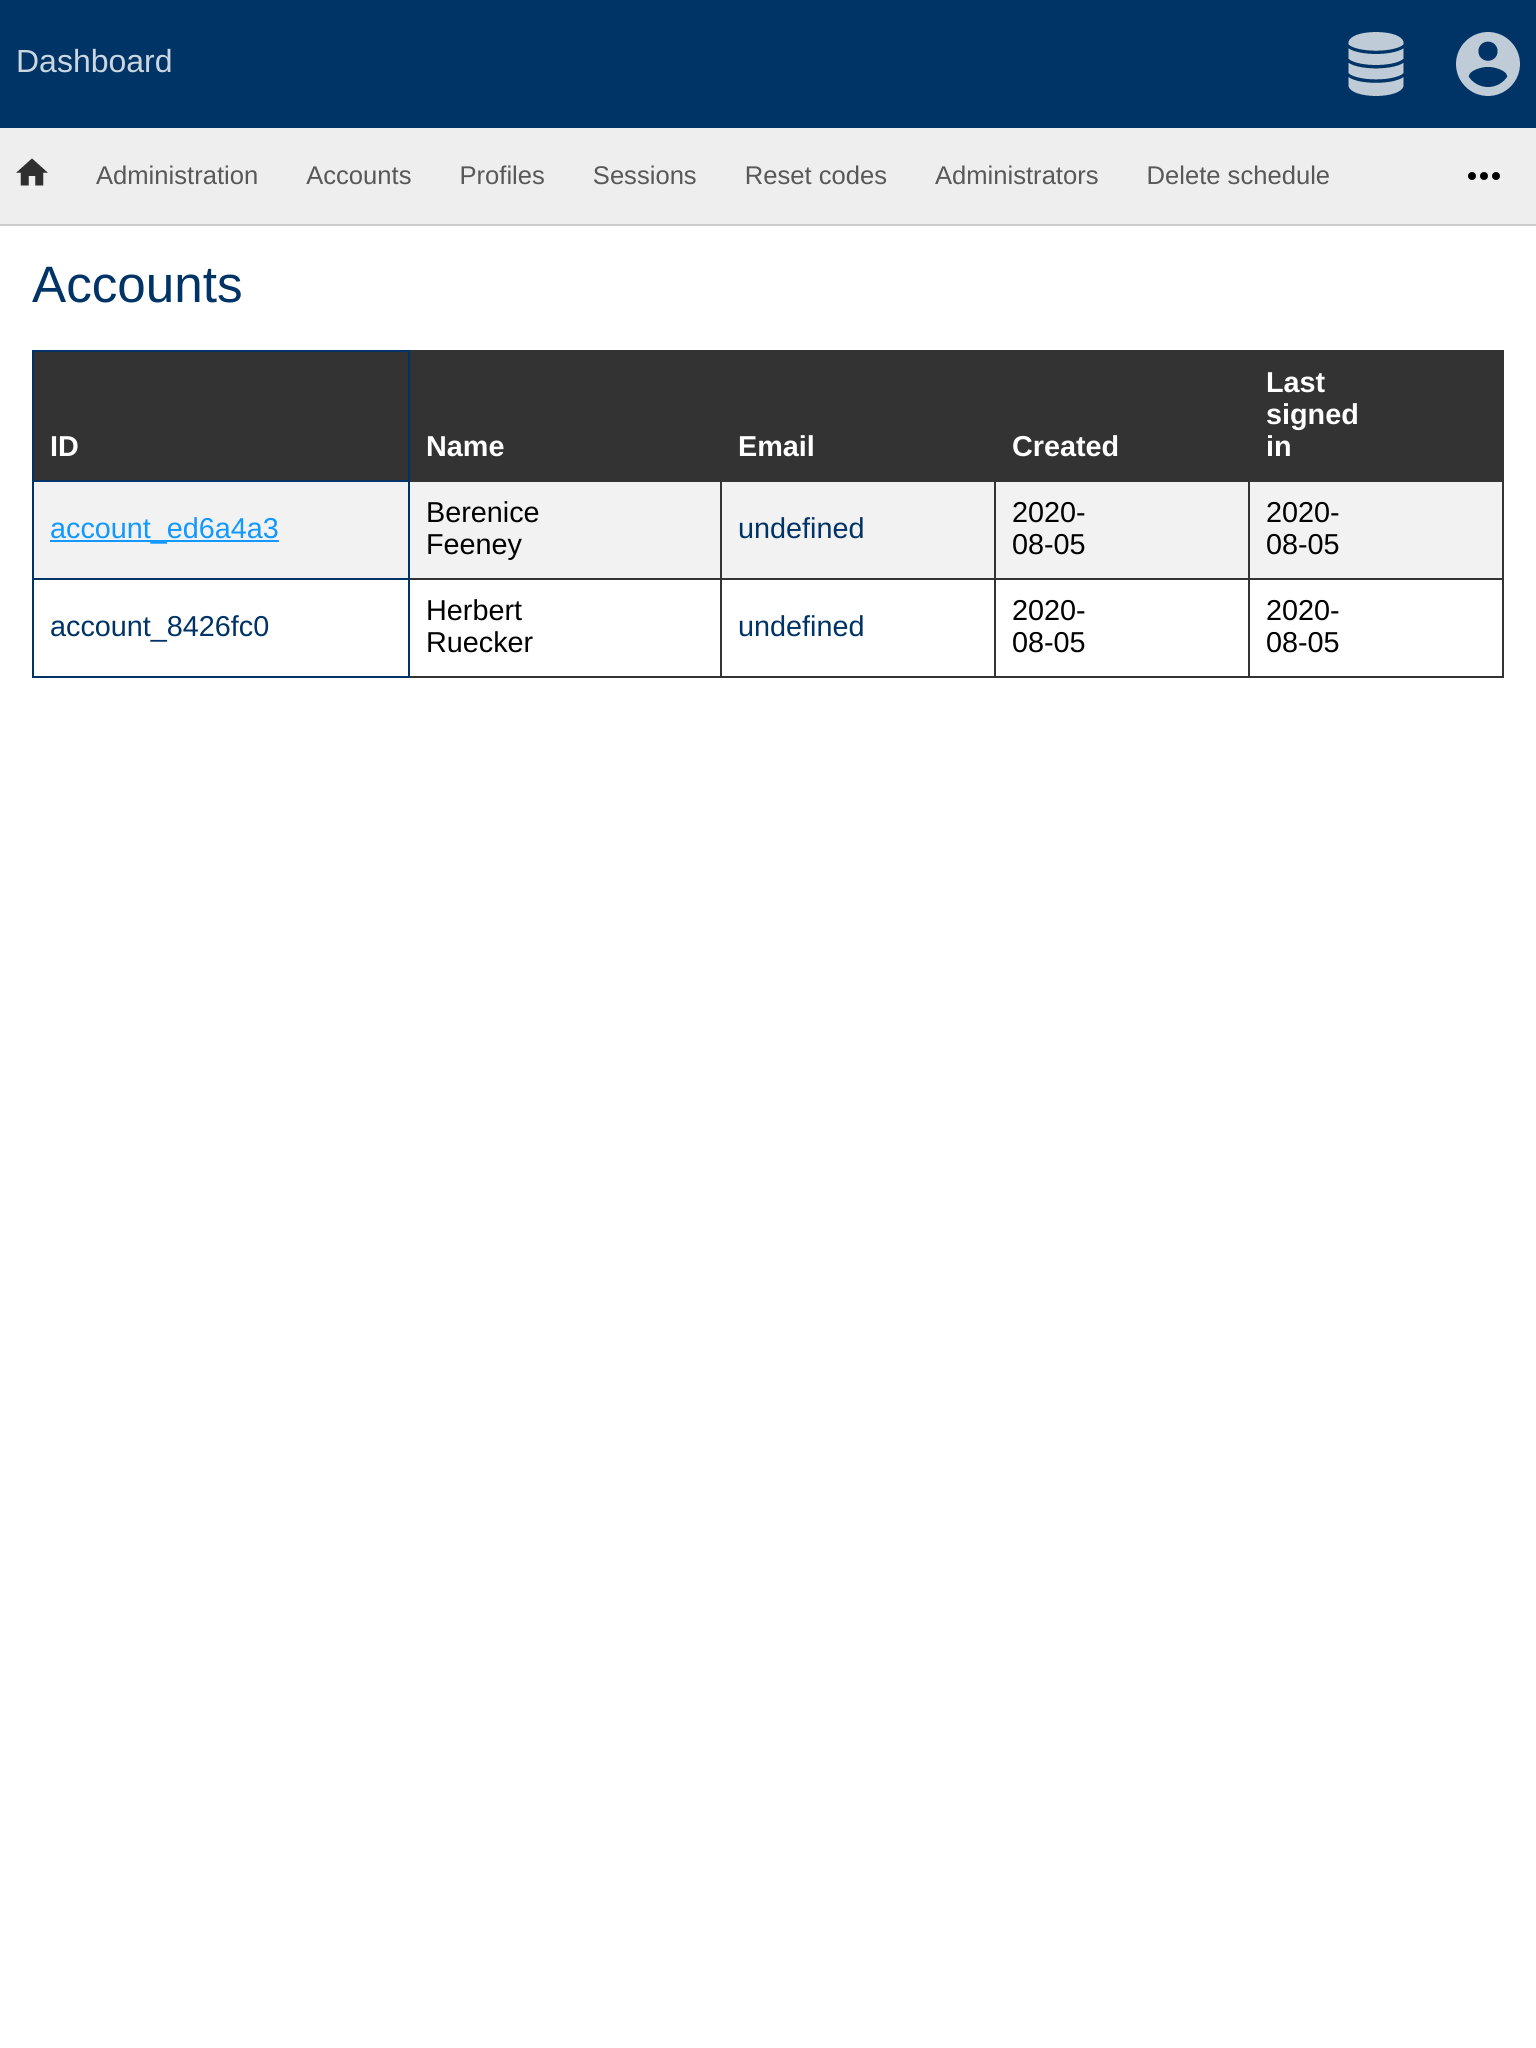 Dashboard
Administration Accounts Profiles Sessions Reset codes Administrators Delete schedule
Accounts
ID Name Email Created Last signed in
account_ed6a4a3 Berenice Feeney undefined 2020-08-05 2020-08-05
account_8426fc0 Herbert Ruecker undefined 2020-08-05 2020-08-05